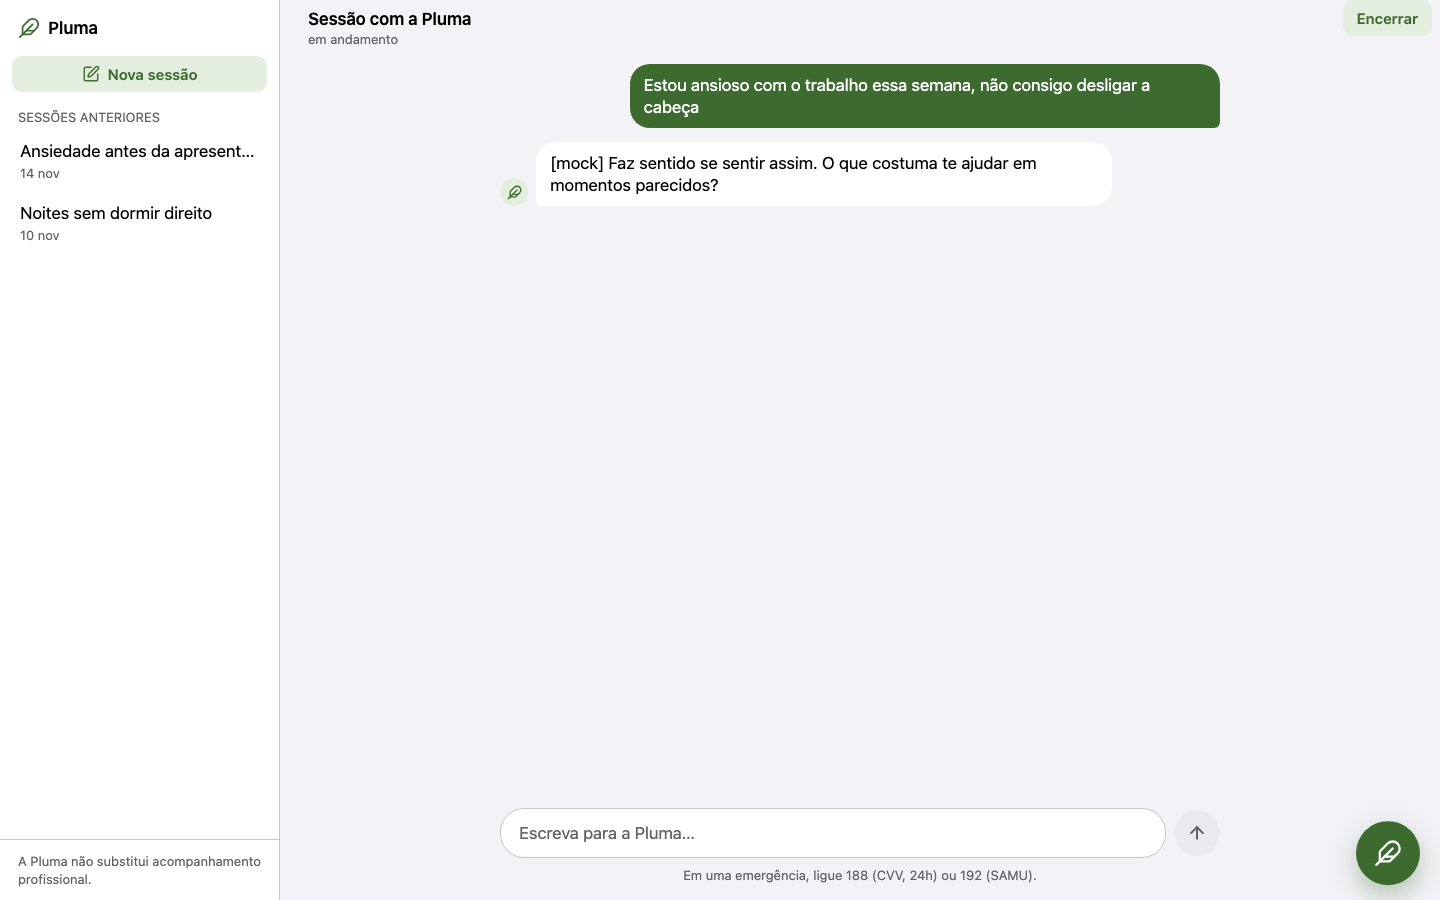 Pluma
Nova sessão
SESSÕES ANTERIORES
Ansiedade antes da apresent...
14 nov
Noites sem dormir direito
10 nov
A Pluma não substitui acompanhamento
profissional.
Sessão com a Pluma
em andamento
Encerrar
Estou ansioso com o trabalho essa semana, não consigo desligar a
cabeça
[mock] Faz sentido se sentir assim. O que costuma te ajudar em
momentos parecidos?
Escreva para a Pluma...
Em uma emergência, ligue 188 (CVV, 24h) ou 192 (SAMU).